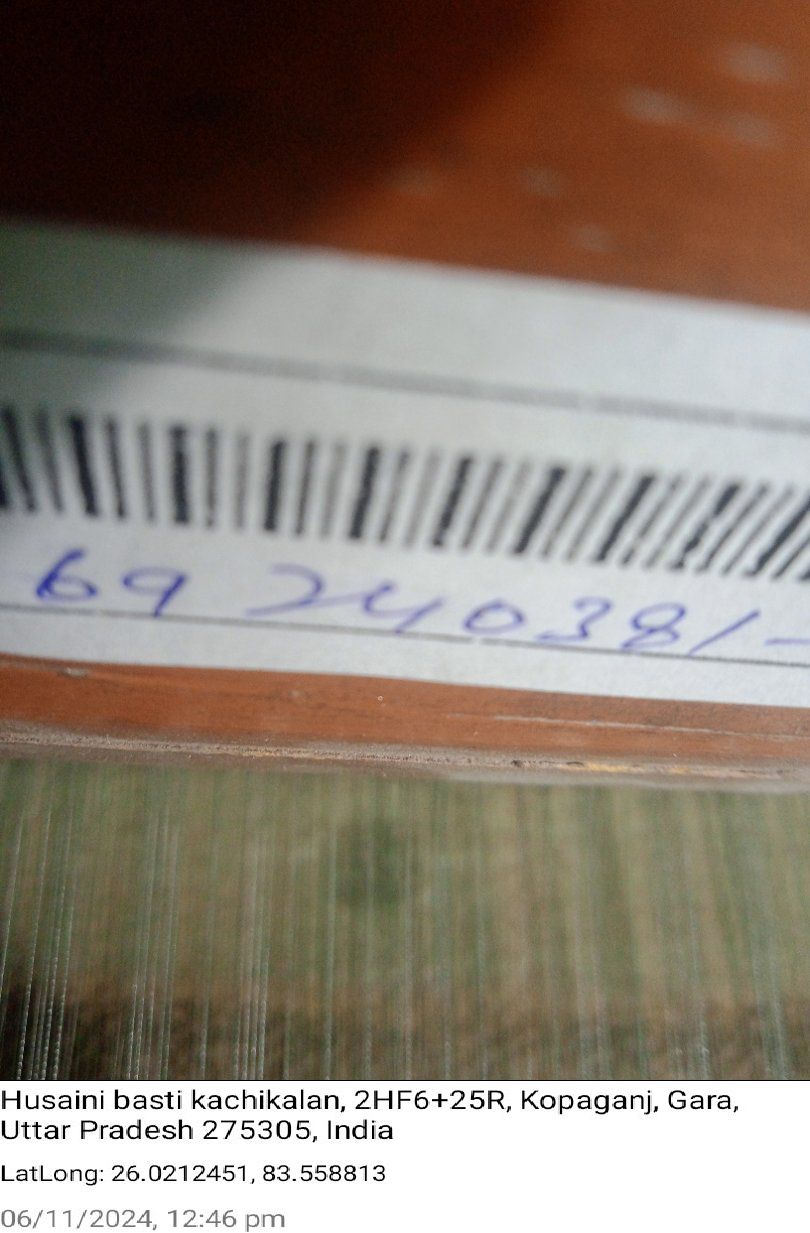 69 24038/-
Husaini basti kachikalan, 2HF6+25R, Kopaganj, Gara,
Uttar Pradesh 275305, India
LatLong: 26.0212451, 83.558813
06/11/2024, 12:46 pm